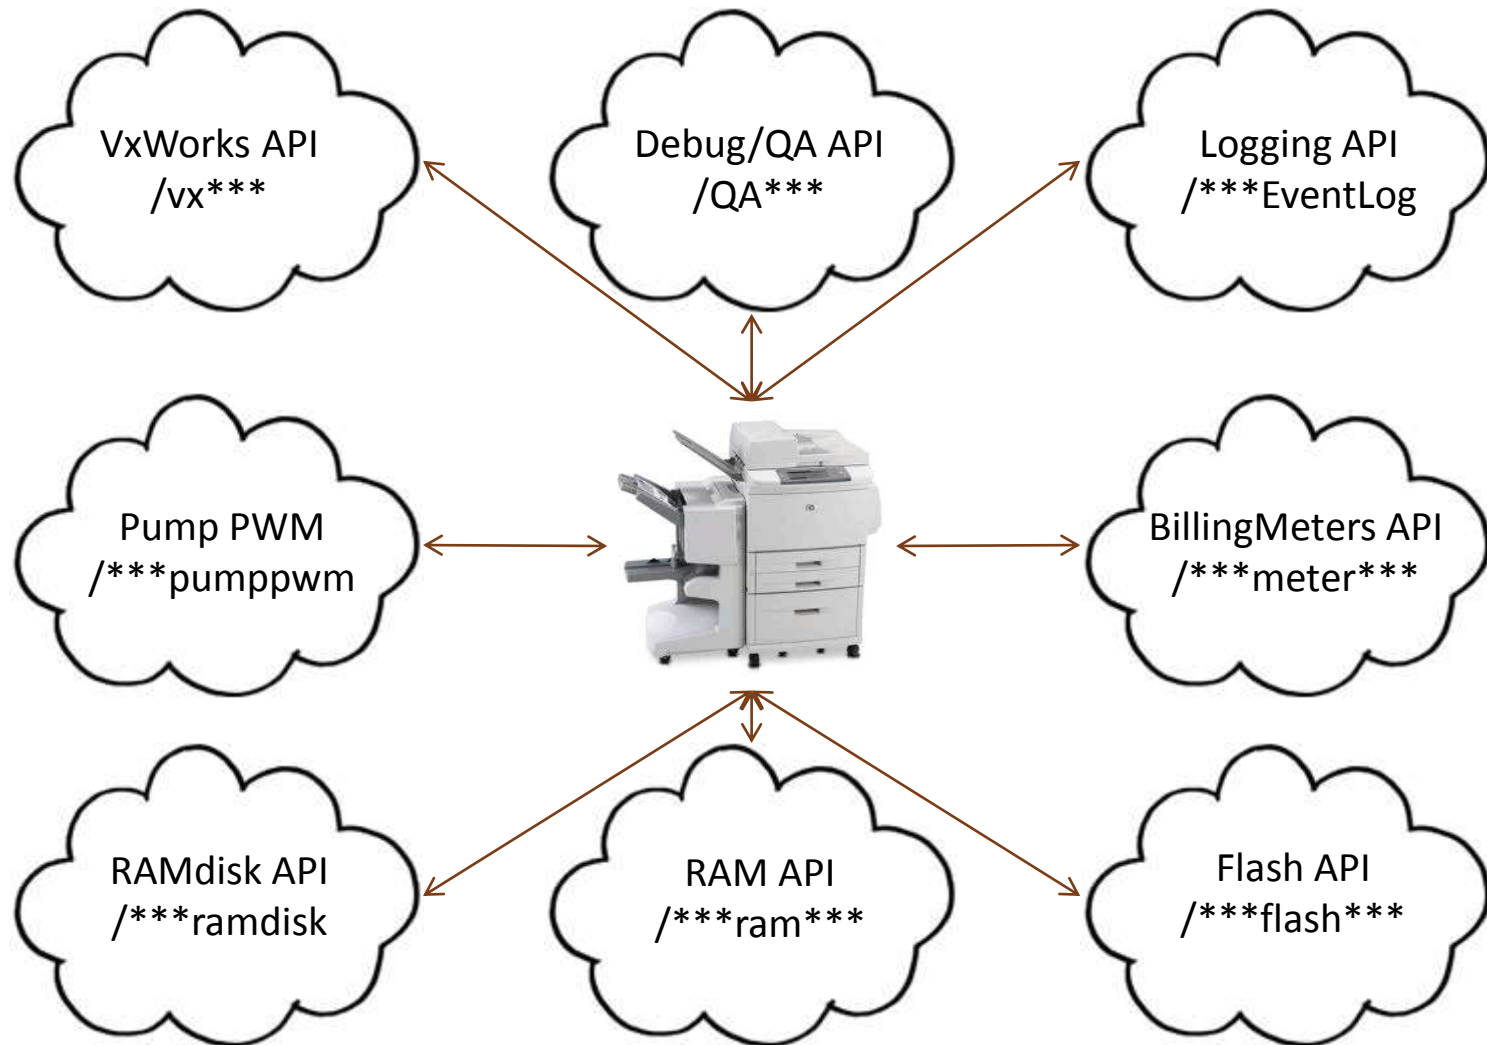 VxWorks API
/vx***
Debug/QA API
/QA***
Logging API
/***EventLog
Pump PWM
/***pumppwm
BillingMeters API
/***meter***
RAMdisk API
/***ramdisk
RAM API
/***ram***
Flash API
/***flash***